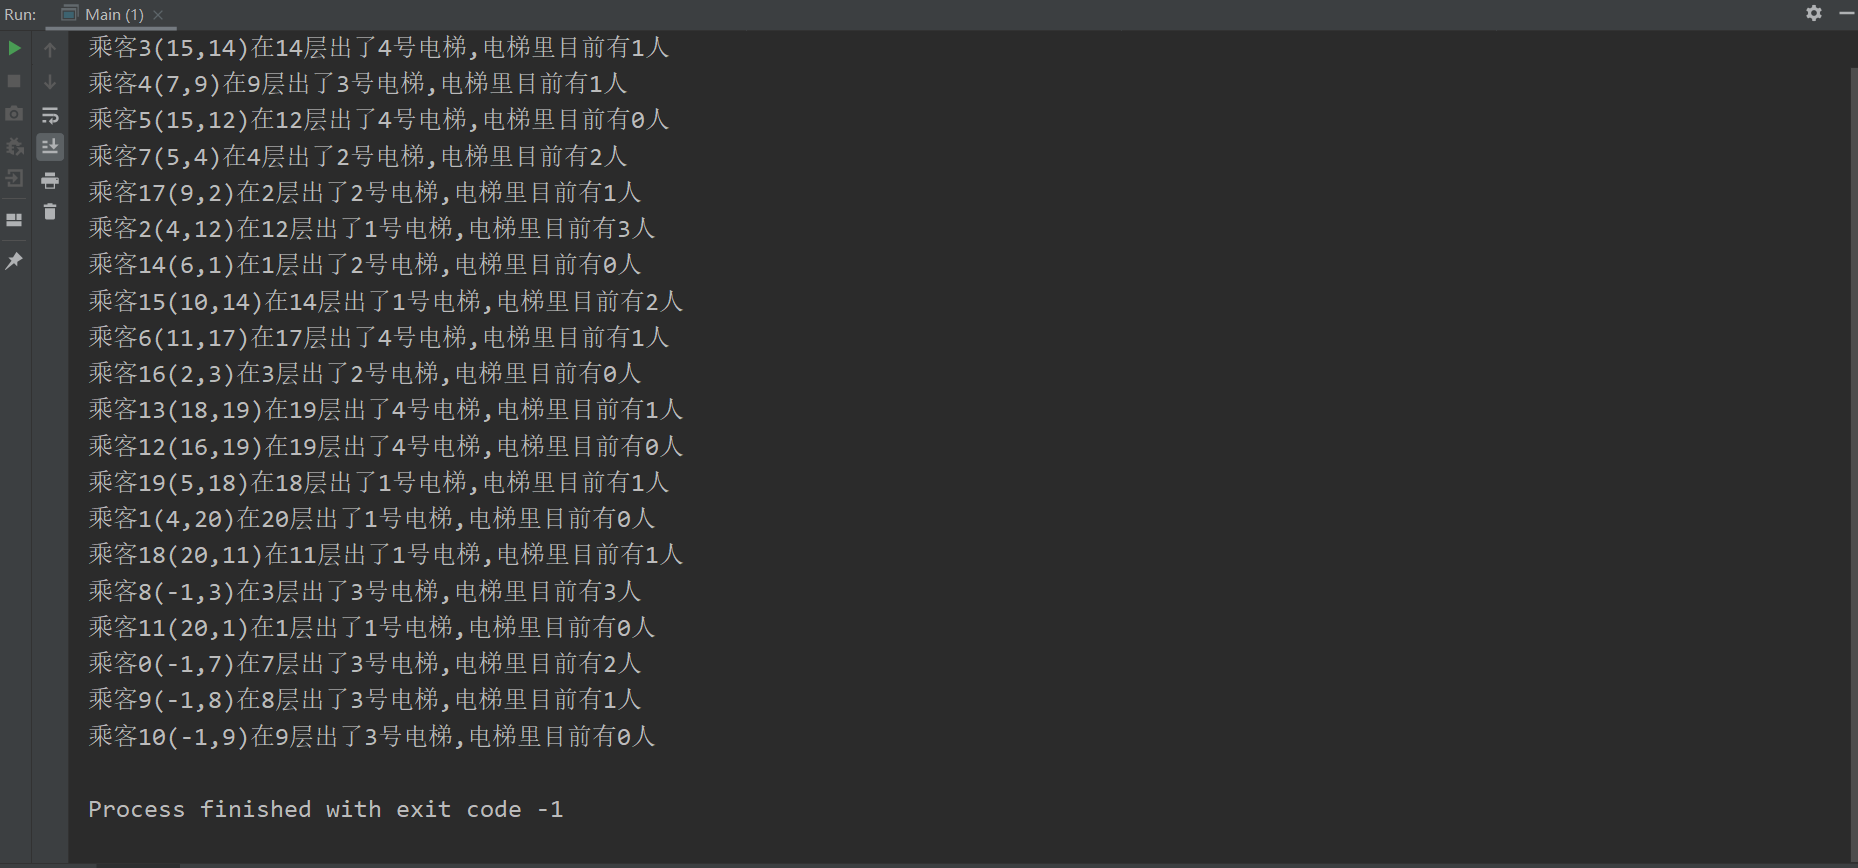 Run: Main (1)
乘客3(15,14)在14层出了4号电梯,电梯里目前有1人
乘客4(7,9)在9层出了3号电梯,电梯里目前有1人
乘客5(15,12)在12层出了4号电梯,电梯里目前有0人
乘客7(5,4)在4层出了2号电梯,电梯里目前有2人
乘客17(9,2)在2层出了2号电梯,电梯里目前有1人
乘客2(4,12)在12层出了1号电梯,电梯里目前有3人
乘客14(6,1)在1层出了2号电梯,电梯里目前有0人
乘客15(10,14)在14层出了1号电梯,电梯里目前有2人
乘客6(11,17)在17层出了4号电梯,电梯里目前有1人
乘客16(2,3)在3层出了2号电梯,电梯里目前有0人
乘客13(18,19)在19层出了4号电梯,电梯里目前有1人
乘客12(16,19)在19层出了4号电梯,电梯里目前有0人
乘客19(5,18)在18层出了1号电梯,电梯里目前有1人
乘客1(4,20)在20层出了1号电梯,电梯里目前有0人
乘客18(20,11)在11层出了1号电梯,电梯里目前有1人
乘客8(-1,3)在3层出了3号电梯,电梯里目前有3人
乘客11(20,1)在1层出了1号电梯,电梯里目前有0人
乘客0(-1,7)在7层出了3号电梯,电梯里目前有2人
乘客9(-1,8)在8层出了3号电梯,电梯里目前有1人
乘客10(-1,9)在9层出了3号电梯,电梯里目前有0人
Process finished with exit code -1